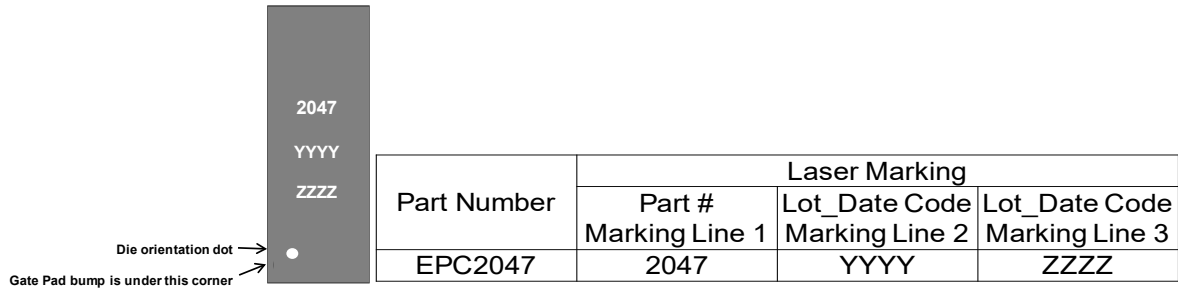 2047
YYYY
ZZZZ
Die orientation dot
Gate Pad bump is under this corner
Part Number
Laser Marking
Part #
Marking Line 1
Lot_Date Code
Marking Line 2
Lot_Date Code
Marking Line 3
EPC2047
2047
YYYY
ZZZZ